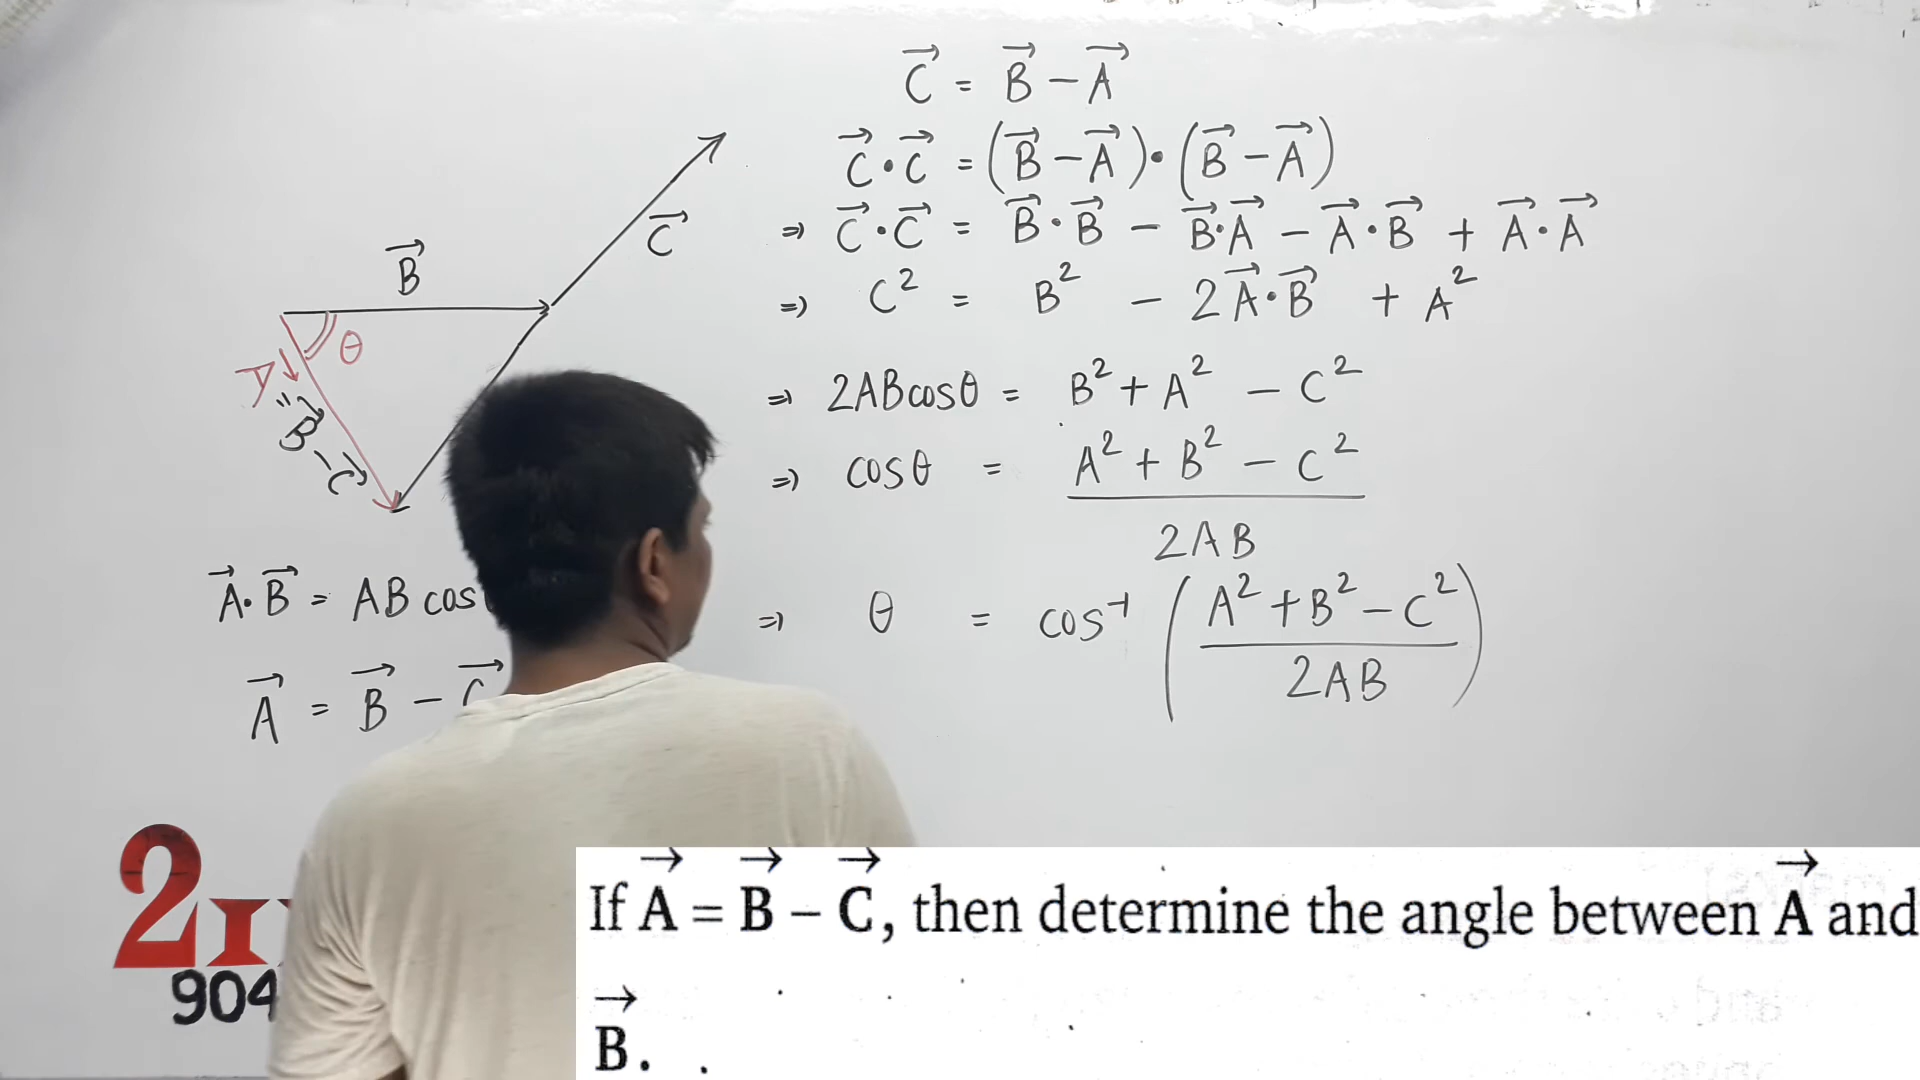 C⃗ = B⃗ − A⃗
C⃗·C⃗ = (B⃗ − A⃗)·(B⃗ − A⃗)
⇒ C⃗·C⃗ = B⃗·B⃗ − B⃗·A⃗ − A⃗·B⃗ + A⃗·A⃗
⇒ C² = B² − 2A⃗·B⃗ + A²
⇒ 2ABcosθ = B² + A² − C²
⇒ cosθ = (A² + B² − C²) / 2AB
⇒ θ = cos⁻¹ ((A² + B² − C²) / 2AB)
B⃗
C⃗
θ
A⃗ = B⃗ − C⃗
A⃗·B⃗ = AB cos
A⃗ = B⃗ − C⃗
904
If A⃗ = B⃗ − C⃗, then determine the angle between A⃗ and
B⃗.